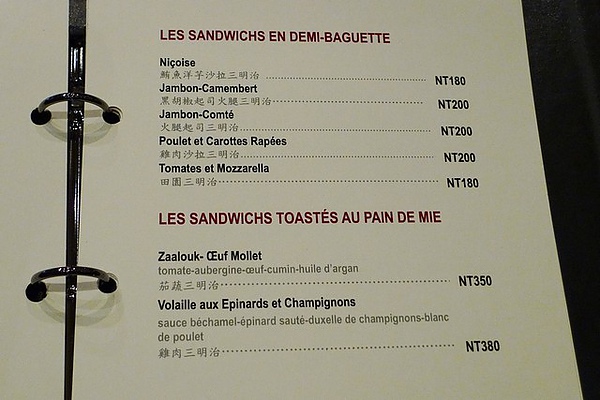 LES SANDWICHS EN DEMI-BAGUETTE
Niçoise
鮪魚洋芋沙拉三明治 NT180
Jambon-Camembert
黑胡椒起司火腿三明治 NT200
Jambon-Comté
火腿起司三明治 NT200
Poulet et Carottes Rapées
雞肉沙拉三明治 NT200
Tomates et Mozzarella
田園三明治 NT180
LES SANDWICHS TOASTÉS AU PAIN DE MIE
Zaalouk- Œuf Mollet
tomate-aubergine-œuf-cumin-huile d'argan
茄蔬三明治 NT350
Volaille aux Epinards et Champignons
sauce béchamel-épinard sauté-duxelle de champignons-blanc
de poulet
雞肉三明治 NT380